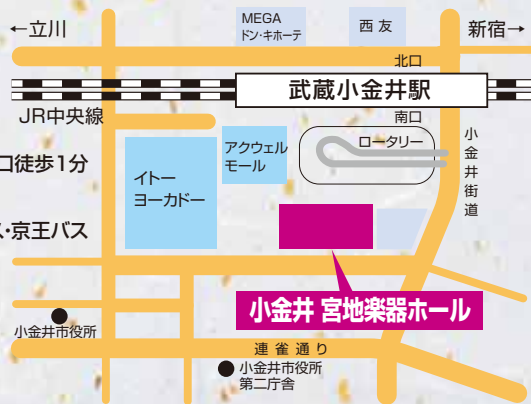 ←立川
MEGA
ドン・キホーテ
西友
新宿→
北口
武蔵小金井駅
JR中央線
南口
ロータリー
小金井街道
口徒歩1分
アクウェル
モール
イトー
ヨーカドー
ス・京王バス
小金井 宮地楽器ホール
小金井市役所
連雀通り
小金井市役所
第二庁舎